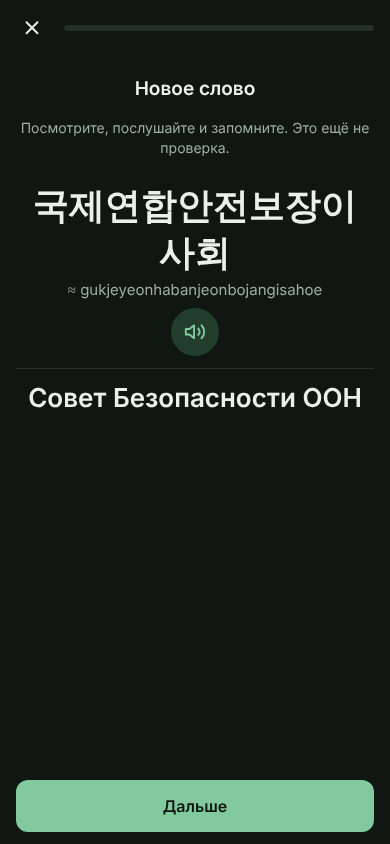 Новое слово
Посмотрите, послушайте и запомните. Это ещё не
проверка.
국제연합안전보장이
사회
≈ gukjeyeonhabanjeonbojangisahoe
Совет Безопасности ООН
Дальше